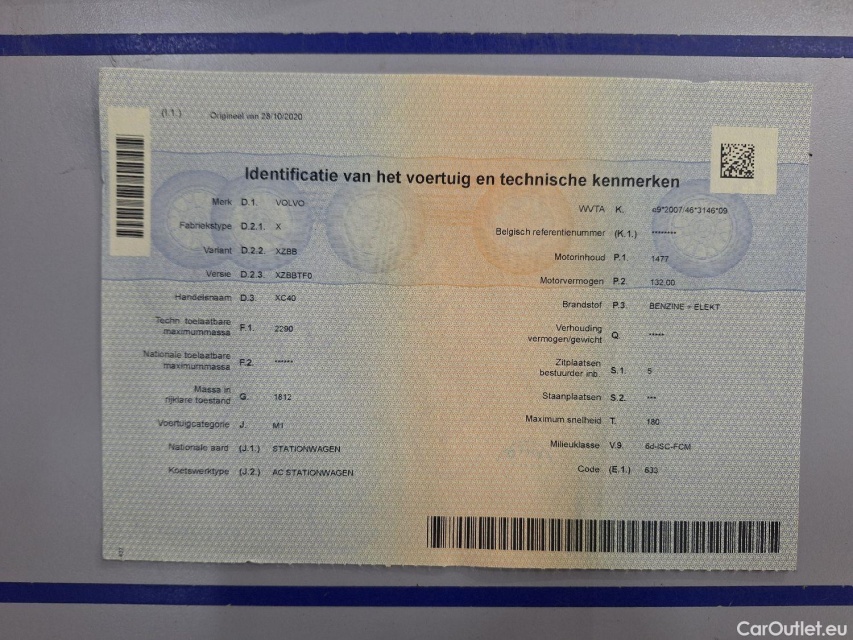 (I.1.) Origineel van 28/10/2020
Identificatie van het voertuig en technische kenmerken
Merk D.1. VOLVO
Fabriekstype D.2.1. X
Variant D.2.2. XZBB
Versie D.2.3. XZBBTF0
Handelsnaam D.3. XC40
Techn. toelaatbare
maximummassa F.1. 2290
Nationale toelaatbare
maximummassa F.2. ******
Massa in
rijklare toestand G. 1812
Voertuigcategorie J. M1
Nationale aard (J.1.) STATIONWAGEN
Koetswerktype (J.2.) AC STATIONWAGEN
WVTA K. e9*2007/46*3146*09
Belgisch referentienummer (K.1.) ********
Motorinhoud P.1. 1477
Motorvermogen P.2. 132,00
Brandstof P.3. BENZINE + ELEKT
Verhouding
vermogen/gewicht Q. *****
Zitplaatsen
bestuurder inb. S.1. 5
Staanplaatsen S.2. ***
Maximum snelheid T. 180
Milieuklasse V.9. 6d-ISC-FCM
Code (E.1.) 633
CarOutlet.eu